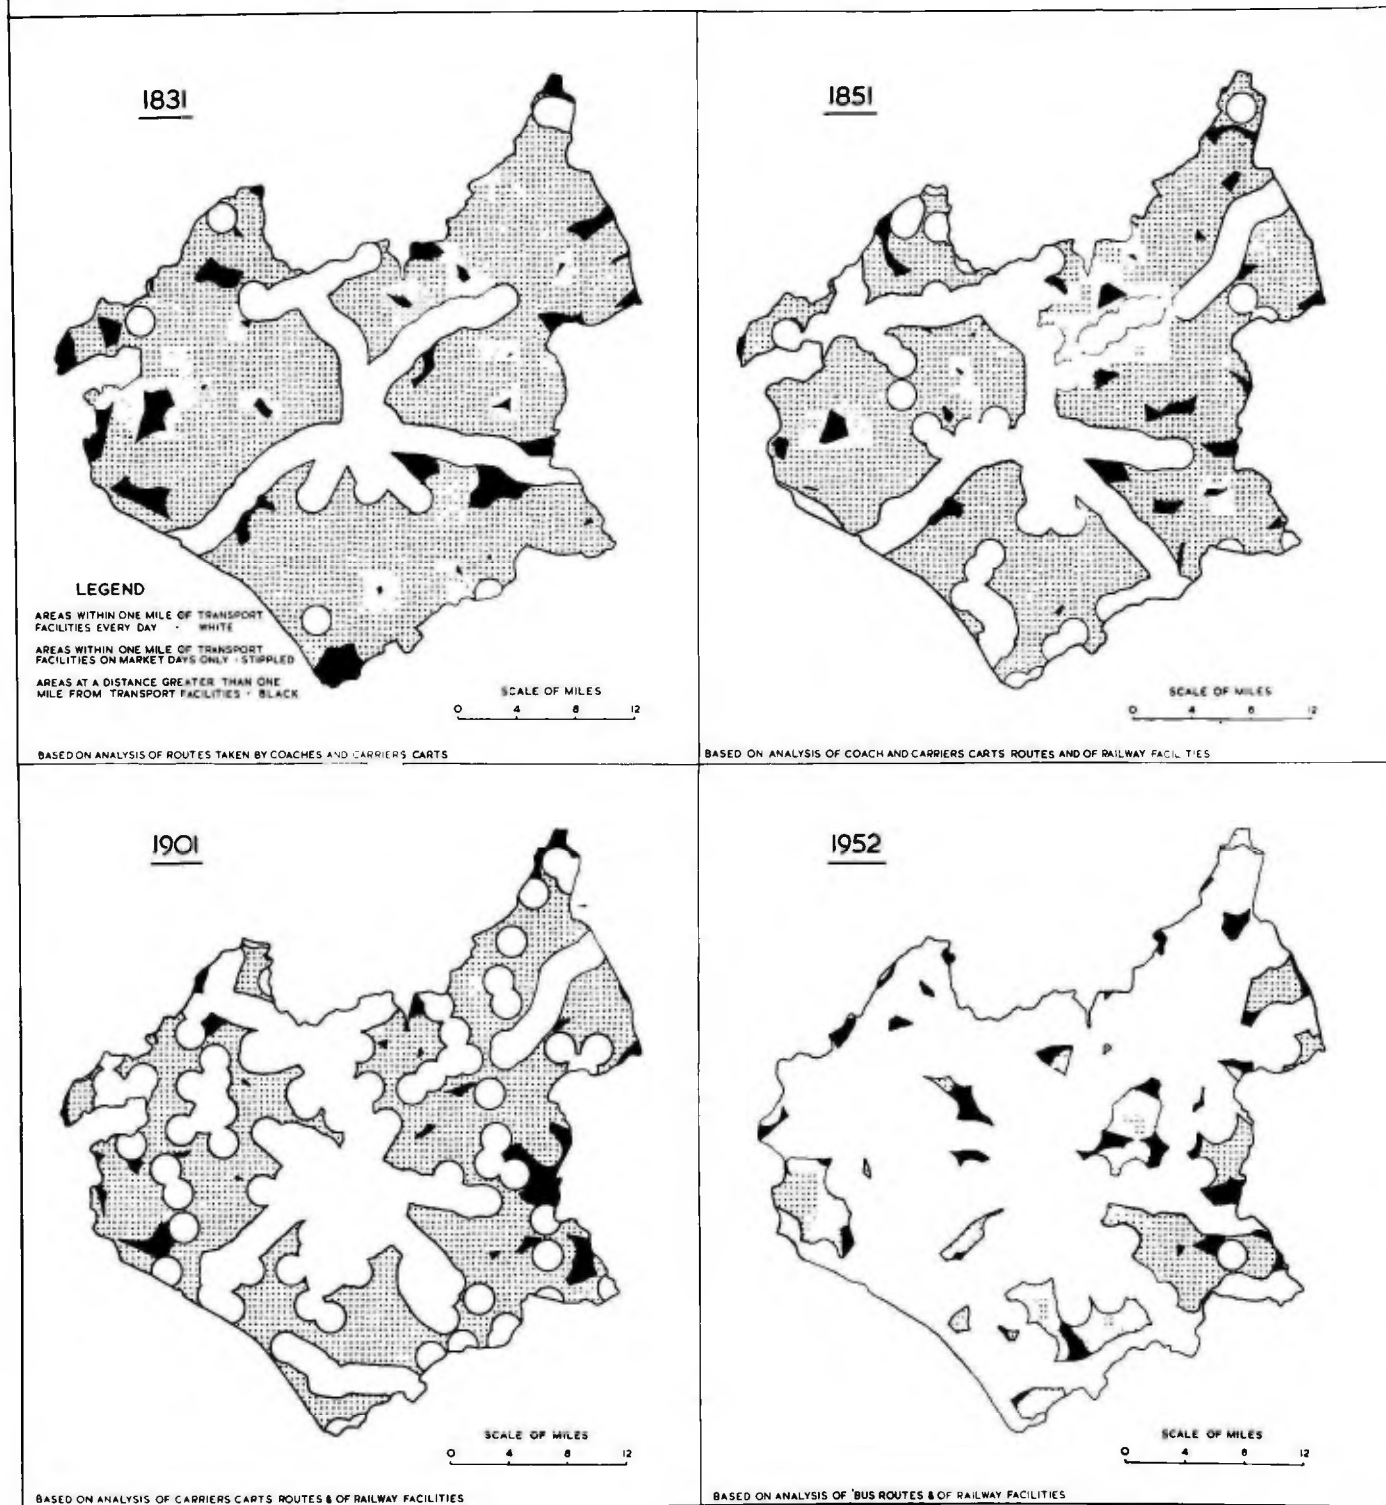 1831
LEGEND
AREAS WITHIN ONE MILE OF TRANSPORT
FACILITIES EVERY DAY - WHITE
AREAS WITHIN ONE MILE OF TRANSPORT
FACILITIES ON MARKET DAYS ONLY - STIPPLED
AREAS AT A DISTANCE GREATER THAN ONE
MILE FROM TRANSPORT FACILITIES - BLACK
SCALE OF MILES
0 4 8 12
BASED ON ANALYSIS OF ROUTES TAKEN BY COACHES AND CARRIERS CARTS
1851
SCALE OF MILES
0 4 8 12
BASED ON ANALYSIS OF COACH AND CARRIERS CARTS ROUTES AND OF RAILWAY FACILITIES
1901
SCALE OF MILES
0 4 8 12
BASED ON ANALYSIS OF CARRIERS CARTS ROUTES & OF RAILWAY FACILITIES
1952
SCALE OF MILES
0 4 8 12
BASED ON ANALYSIS OF 'BUS ROUTES & OF RAILWAY FACILITIES